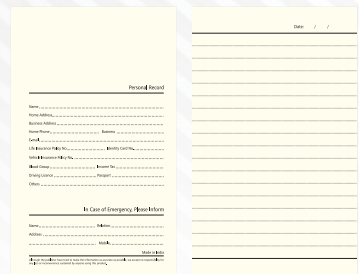 Personal Record
Name
Home Address
Business Address
Home Phone Business
E-mail
Life Insurance Policy No. Identity Card No.
Vehicle Insurance Policy No.
Blood Group Income Tax
Driving Licence Passport
Others
In Case of Emergency, Please Inform
Name Relation
Address
Mobile
Made in India
Date: / /